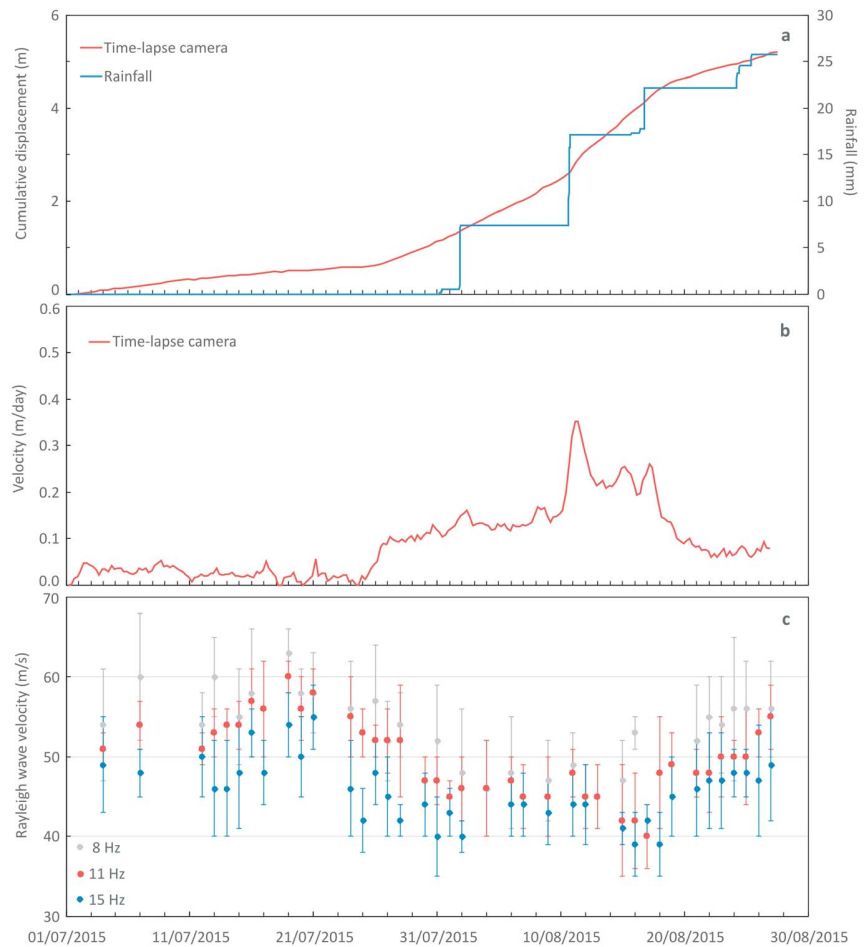 a
Time-lapse camera
Rainfall
Cumulative displacement (m)
6
4
2
0
Rainfall (mm)
30
25
20
15
10
5
0
b
Time-lapse camera
Velocity (m/day)
0.6
0.5
0.4
0.3
0.2
0.1
0.0
c
Rayleigh wave velocity (m/s)
70
60
50
40
30
8 Hz
11 Hz
15 Hz
01/07/2015 11/07/2015 21/07/2015 31/07/2015 10/08/2015 20/08/2015 30/08/2015